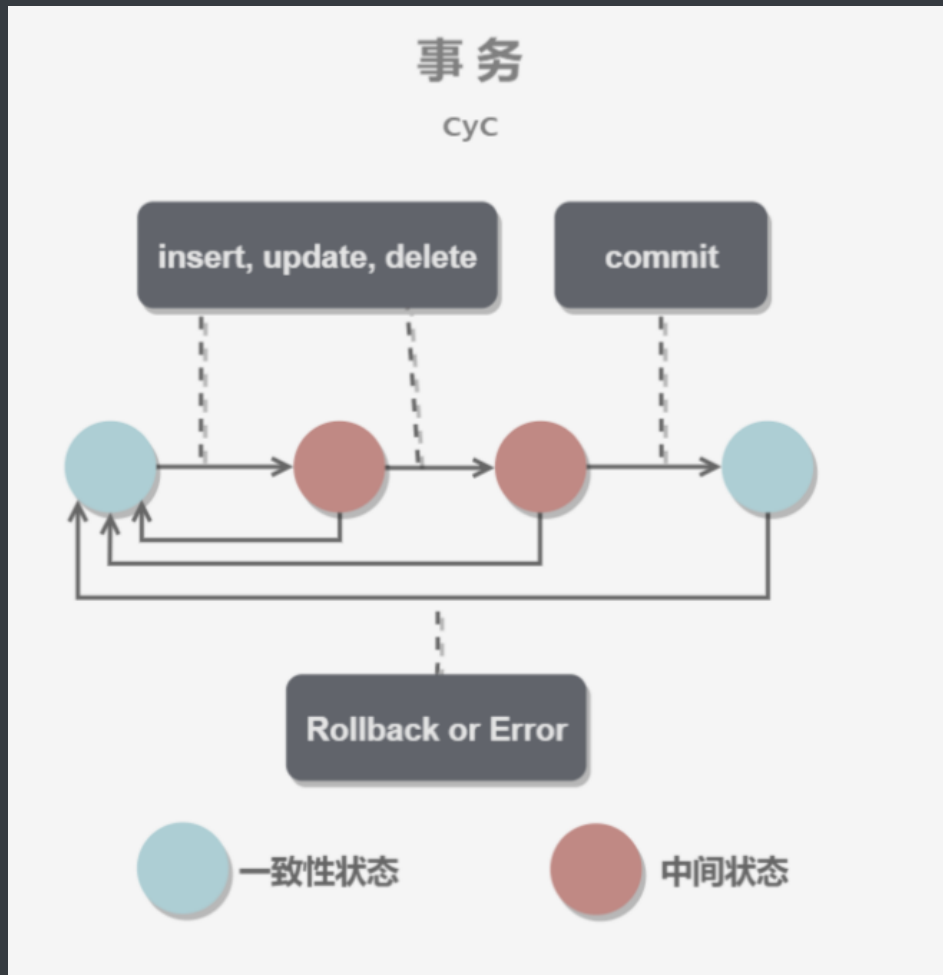 事务
CyC
insert, update, delete
commit
Rollback or Error
一致性状态
中间状态